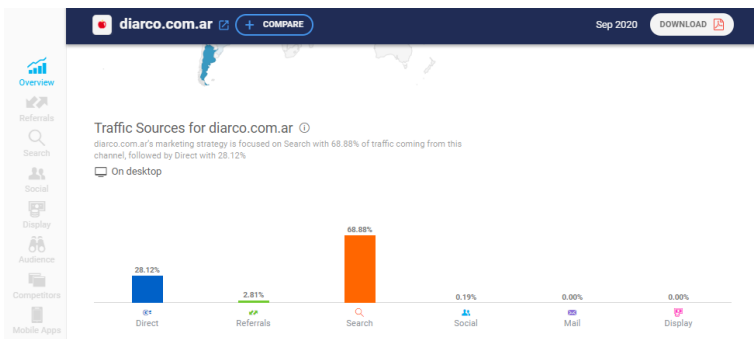 diarco.com.ar
+ COMPARE
Sep 2020
DOWNLOAD
Overview
Referrals
Search
Social
Display
Audience
Competitors
Mobile Apps
Traffic Sources for diarco.com.ar
diarco.com.ar's marketing strategy is focused on Search with 68.88% of traffic coming from this
channel, followed by Direct with 28.12%
On desktop
28.12%
2.81%
68.88%
0.19%
0.00%
0.00%
Direct
Referrals
Search
Social
Mail
Display